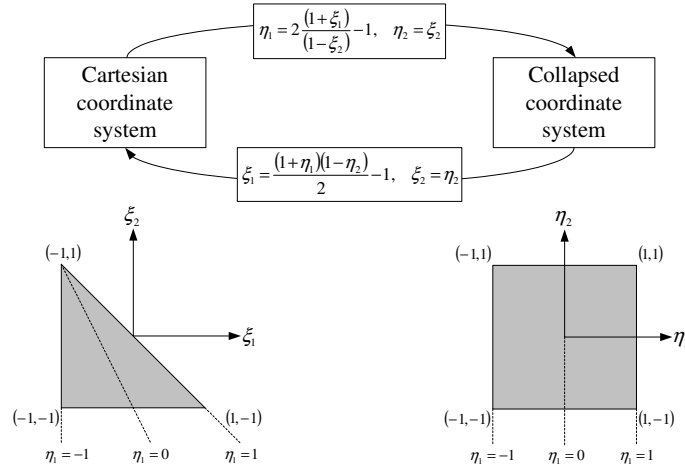 η₁ = 2 (1+ξ₁)/(1−ξ₂) −1, η₂ = ξ₂
Cartesian
coordinate
system
Collapsed
coordinate
system
ξ₁ = (1+η₁)(1−η₂)/2 −1, ξ₂ = η₂
ξ₂
(−1,1)
ξ₁
(−1,−1)
(1,−1)
η₁ = −1
η₁ = 0
η₁ = 1
η₂
(−1,1)
(1,1)
η
(−1,−1)
(1,−1)
η₁ = −1
η₁ = 0
η₁ = 1